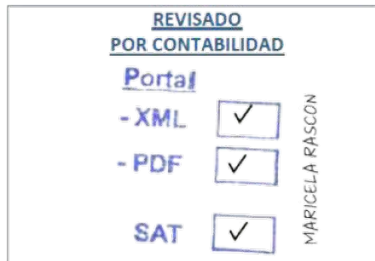 REVISADO
POR CONTABILIDAD
Portal
- XML ✓
- PDF ✓
SAT ✓
MARICELA RASCON